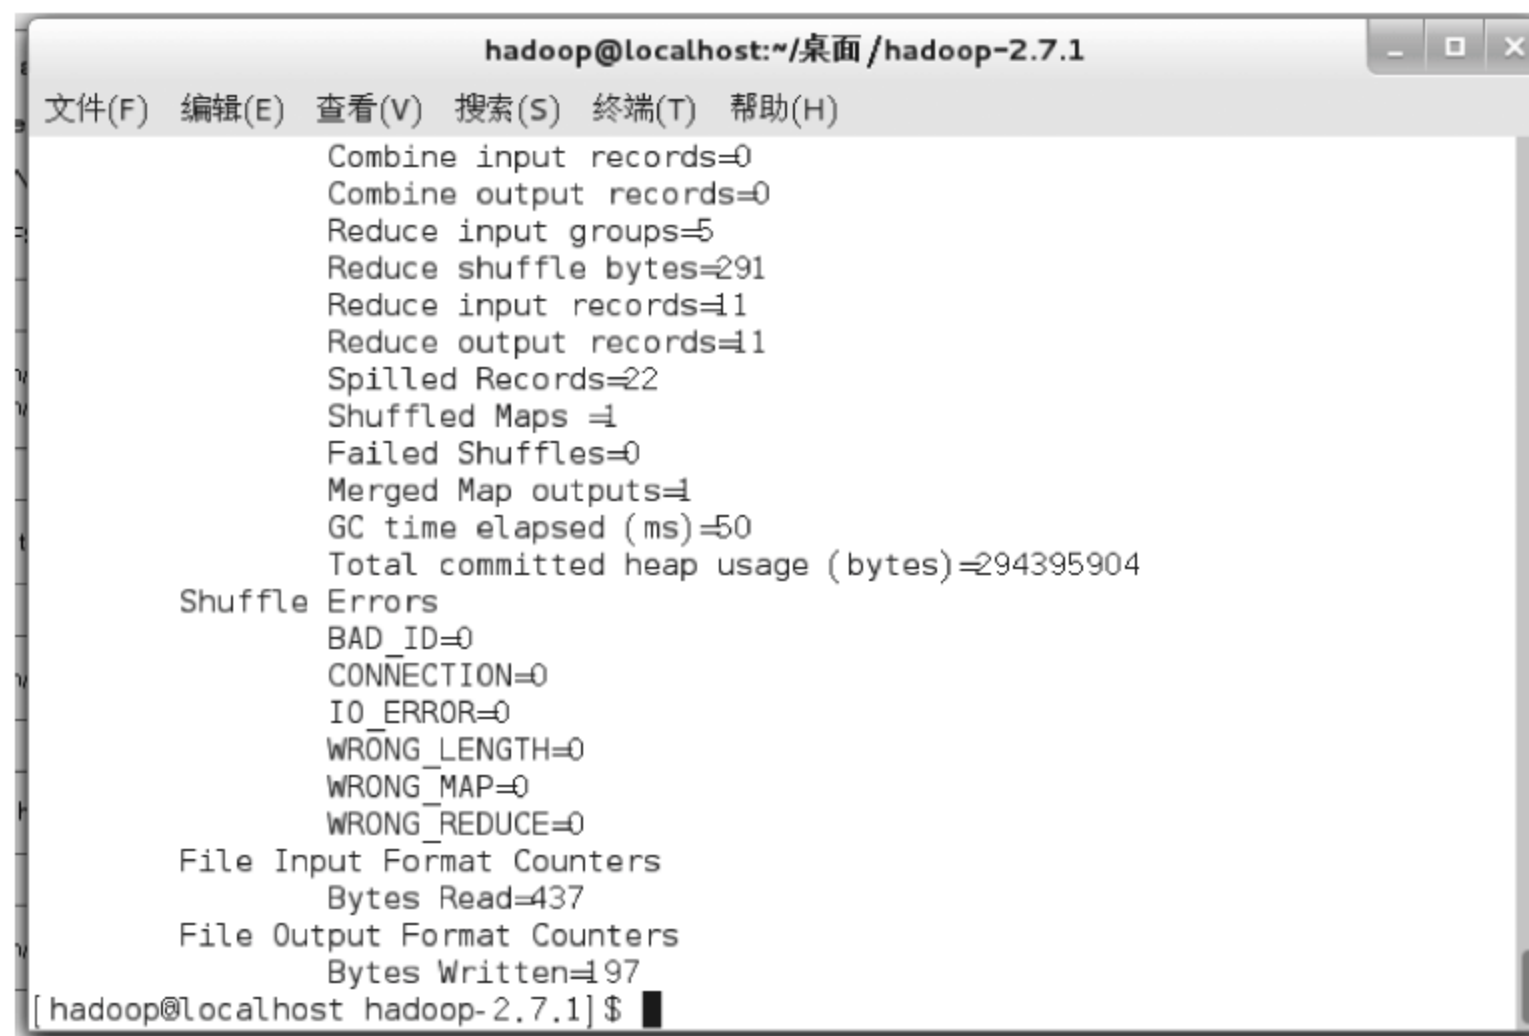 hadoop@localhost:~/桌面/hadoop-2.7.1
文件(F) 编辑(E) 查看(V) 搜索(S) 终端(T) 帮助(H)
Combine input records=0
Combine output records=0
Reduce input groups=5
Reduce shuffle bytes=291
Reduce input records=11
Reduce output records=11
Spilled Records=22
Shuffled Maps =1
Failed Shuffles=0
Merged Map outputs=1
GC time elapsed (ms)=50
Total committed heap usage (bytes)=294395904
Shuffle Errors
BAD_ID=0
CONNECTION=0
IO_ERROR=0
WRONG_LENGTH=0
WRONG_MAP=0
WRONG_REDUCE=0
File Input Format Counters
Bytes Read=437
File Output Format Counters
Bytes Written=197
[hadoop@localhost hadoop-2.7.1]$